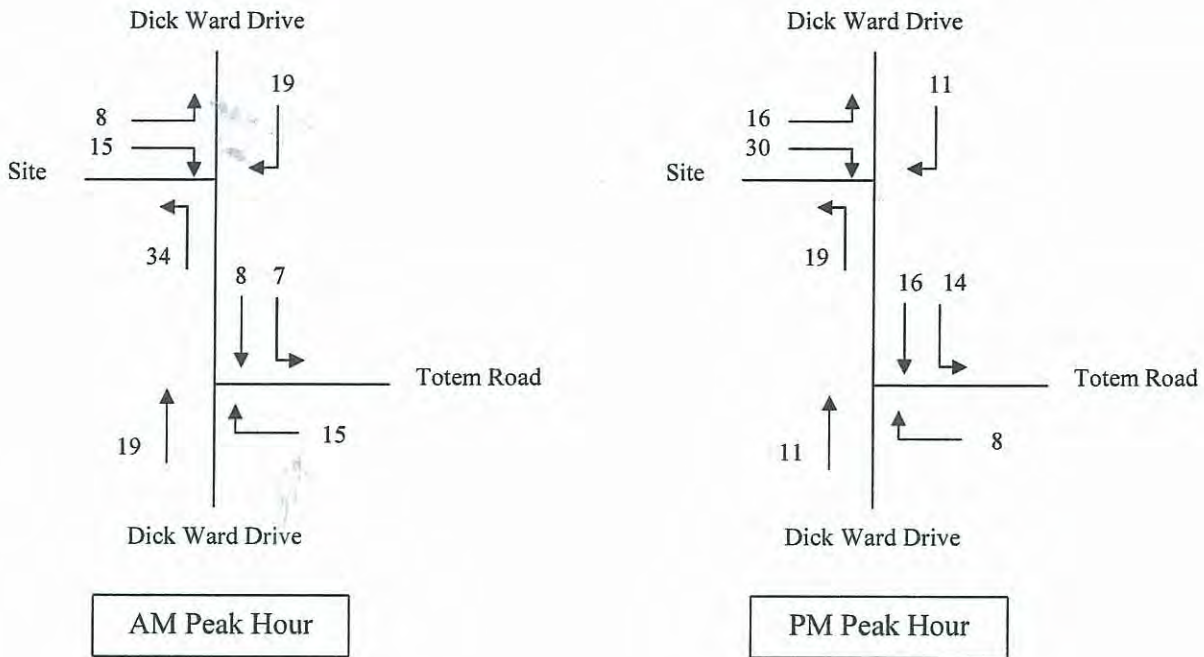 Dick Ward Drive
19
8
15
Site
34
8 7
Totem Road
15
19
Dick Ward Drive
AM Peak Hour
Dick Ward Drive
11
16
30
Site
19
16 14
Totem Road
8
11
Dick Ward Drive
PM Peak Hour